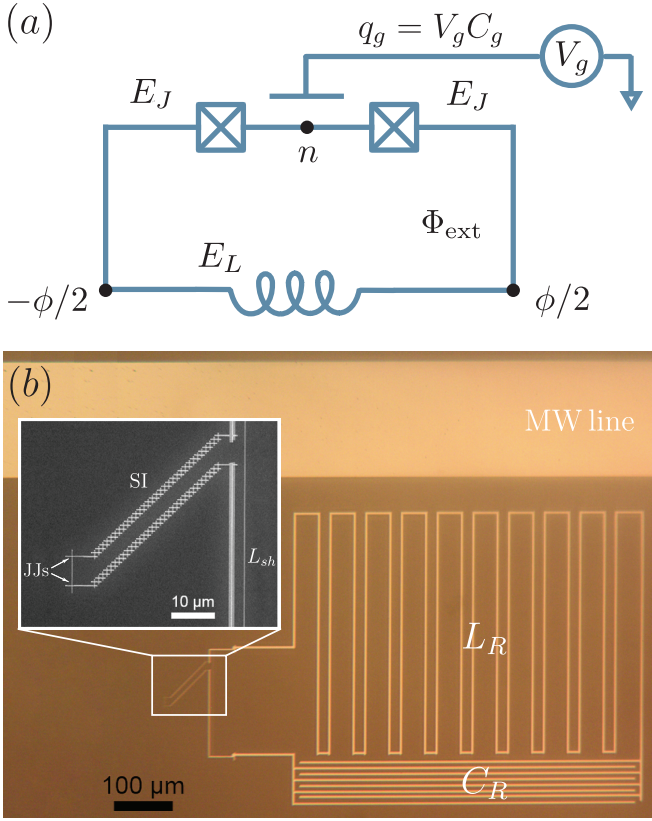 (a)
q_g = V_g C_g
V_g
E_J
E_J
n
Φ_ext
E_L
−ϕ/2
ϕ/2
(b)
MW line
SI
JJs
L_sh
10 µm
L_R
C_R
100 µm